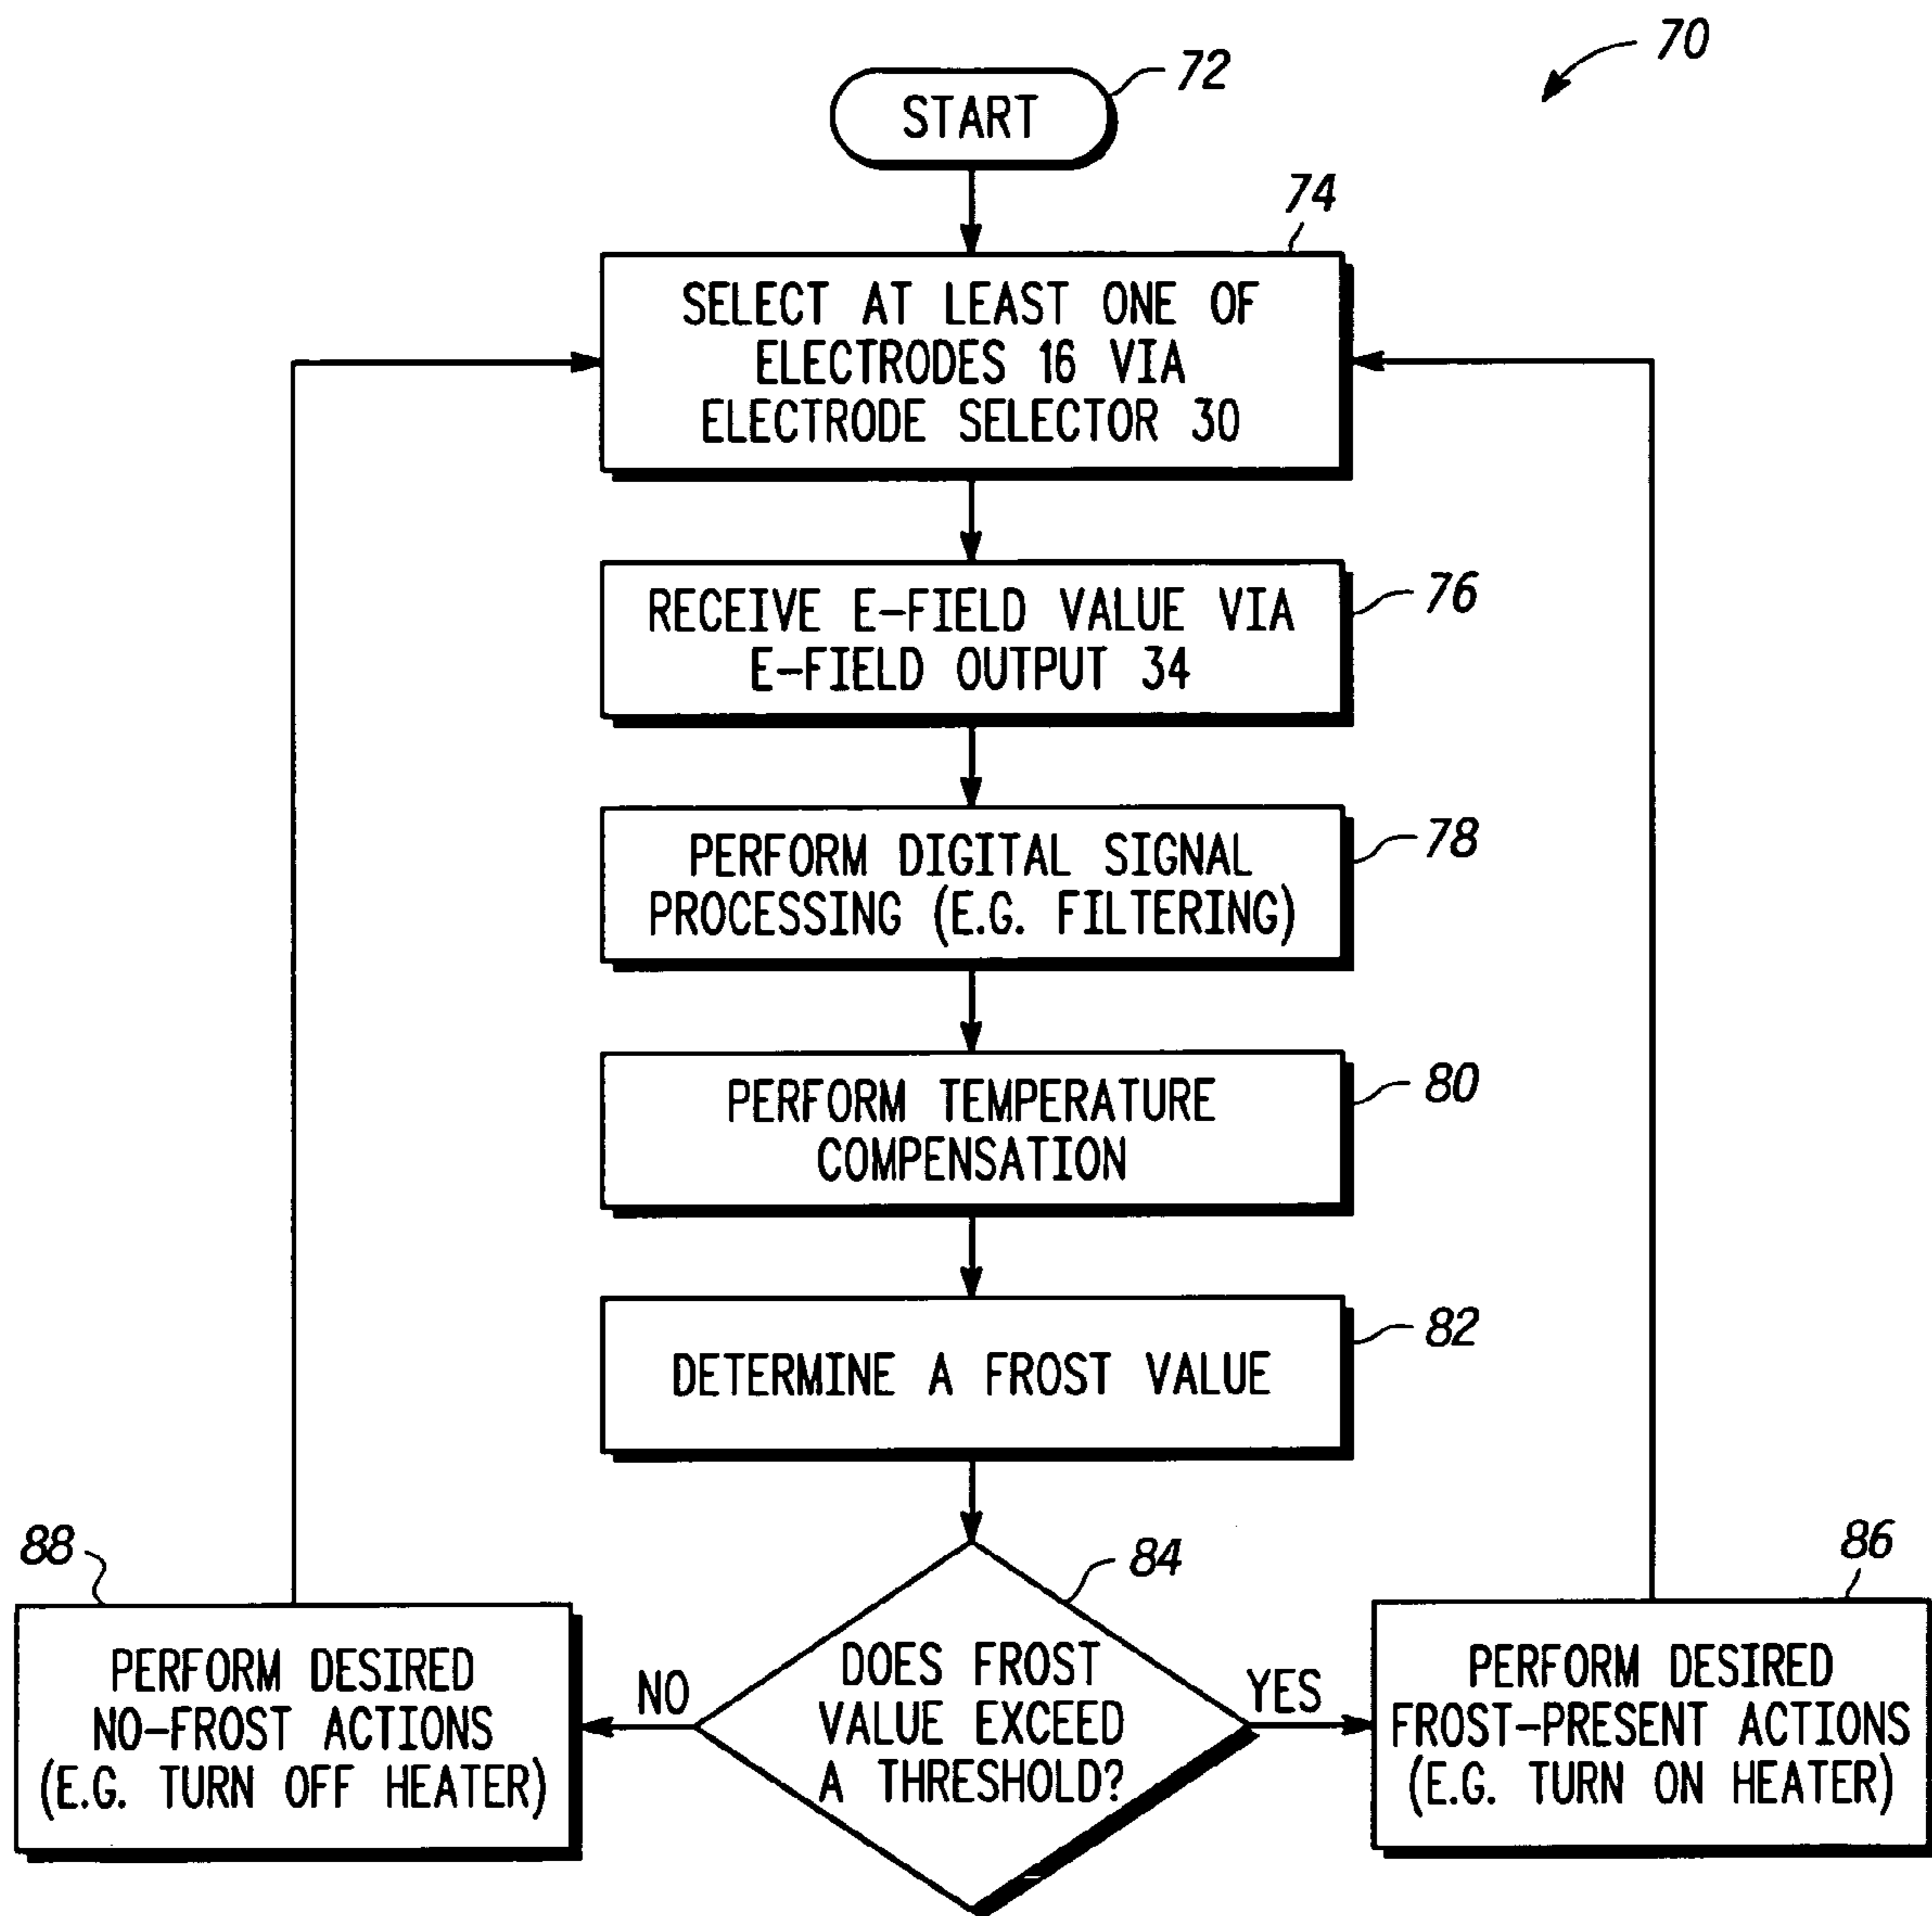 70
72
START
74
SELECT AT LEAST ONE OF
ELECTRODES 16 VIA
ELECTRODE SELECTOR 30
RECEIVE E-FIELD VALUE VIA
E-FIELD OUTPUT 34
76
PERFORM DIGITAL SIGNAL
PROCESSING (E.G. FILTERING)
78
PERFORM TEMPERATURE
COMPENSATION
80
DETERMINE A FROST VALUE
82
84
DOES FROST
VALUE EXCEED
A THRESHOLD?
NO
YES
88
PERFORM DESIRED
NO-FROST ACTIONS
(E.G. TURN OFF HEATER)
86
PERFORM DESIRED
FROST-PRESENT ACTIONS
(E.G. TURN ON HEATER)